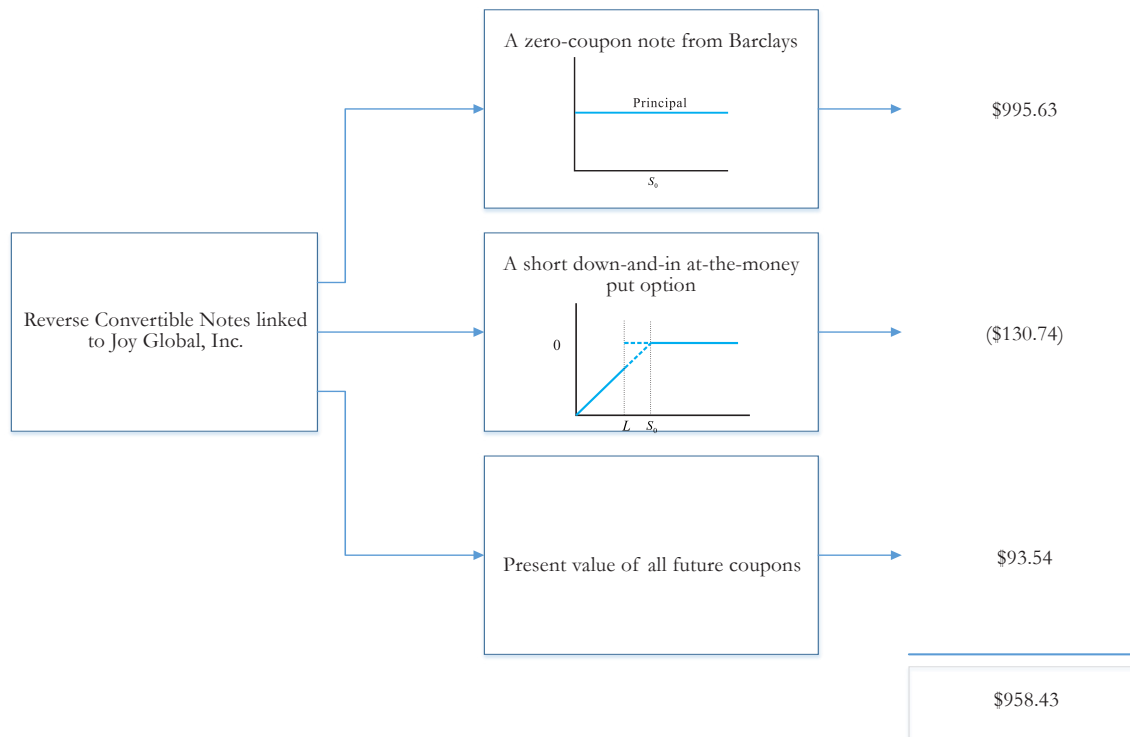 A zero-coupon note from Barclays
Principal
S₀
$995.63
Reverse Convertible Notes linked
to Joy Global, Inc.
A short down-and-in at-the-money
put option
0
L S₀
($130.74)
Present value of all future coupons
$93.54
$958.43